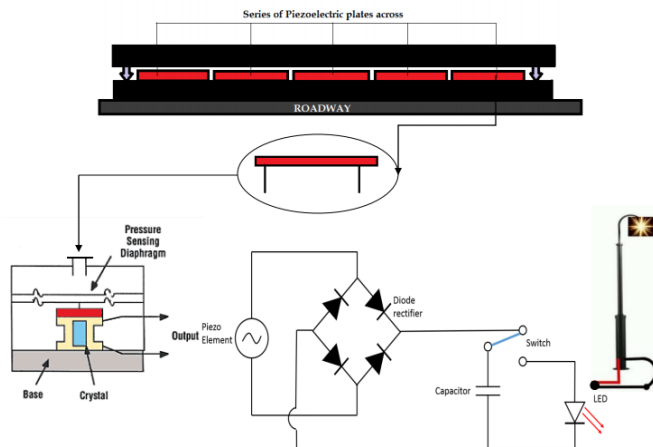 Series of Piezoelectric plates across
ROADWAY
Pressure
Sensing
Diaphragm
Output
Base
Crystal
Piezo
Element
Diode
rectifier
Switch
Capacitor
LED